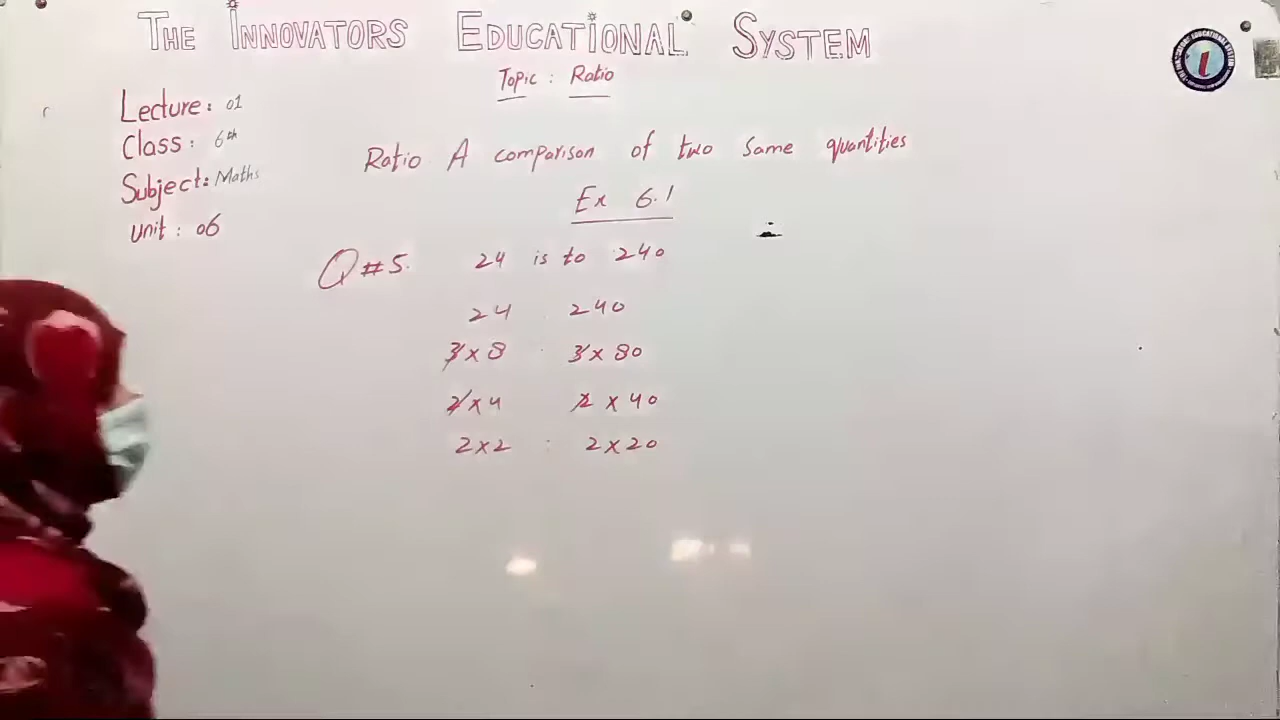 THE INNOVATORS EDUCATIONAL SYSTEM
Topic : Ratio
Lecture: 01
Class: 6th
Subject: Maths
Unit : 06
Ratio A comparison of two same quantities
Ex 6.1
Q#5. 24 is to 240
24 240
3x8 3x80
2x4 2x40
2x2 : 2x20